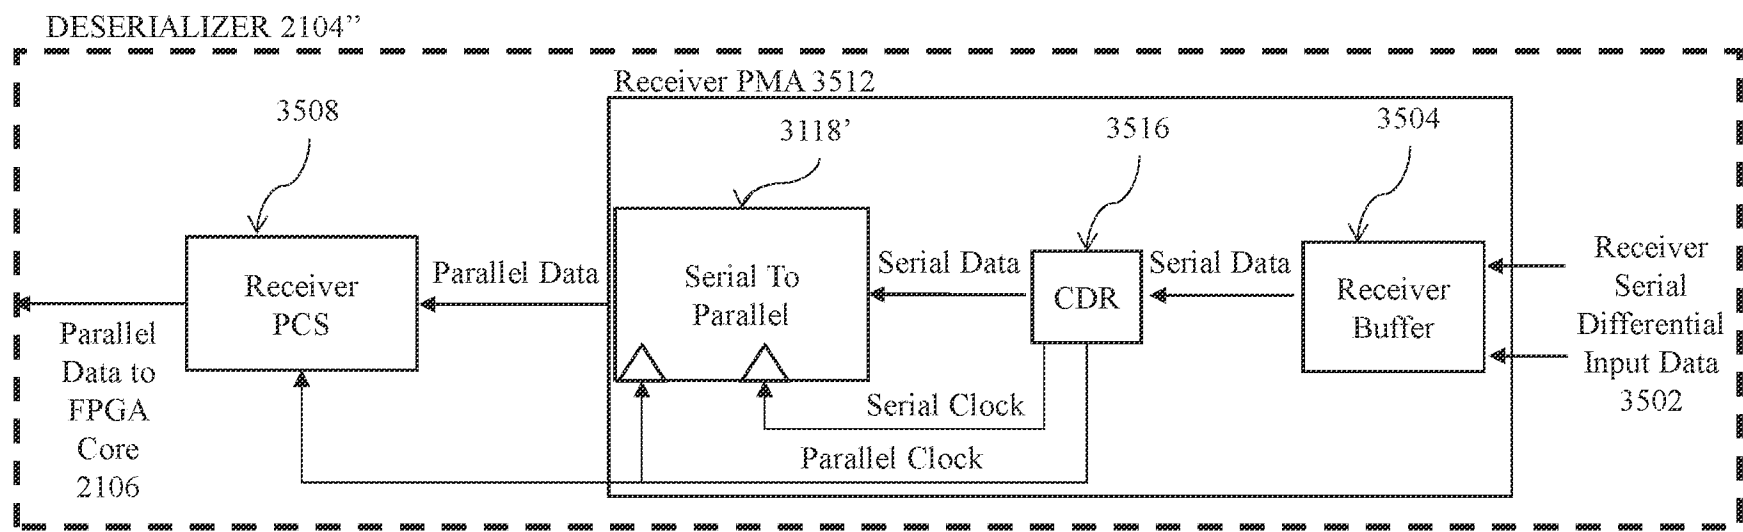 DESERIALIZER 2104”
Receiver PMA 3512
3508
3118’
3516
3504
Receiver
PCS
Parallel Data
Serial To
Parallel
Serial Data
CDR
Serial Data
Receiver
Buffer
Receiver
Serial
Differential
Input Data
3502
Parallel
Data to
FPGA
Core
2106
Serial Clock
Parallel Clock